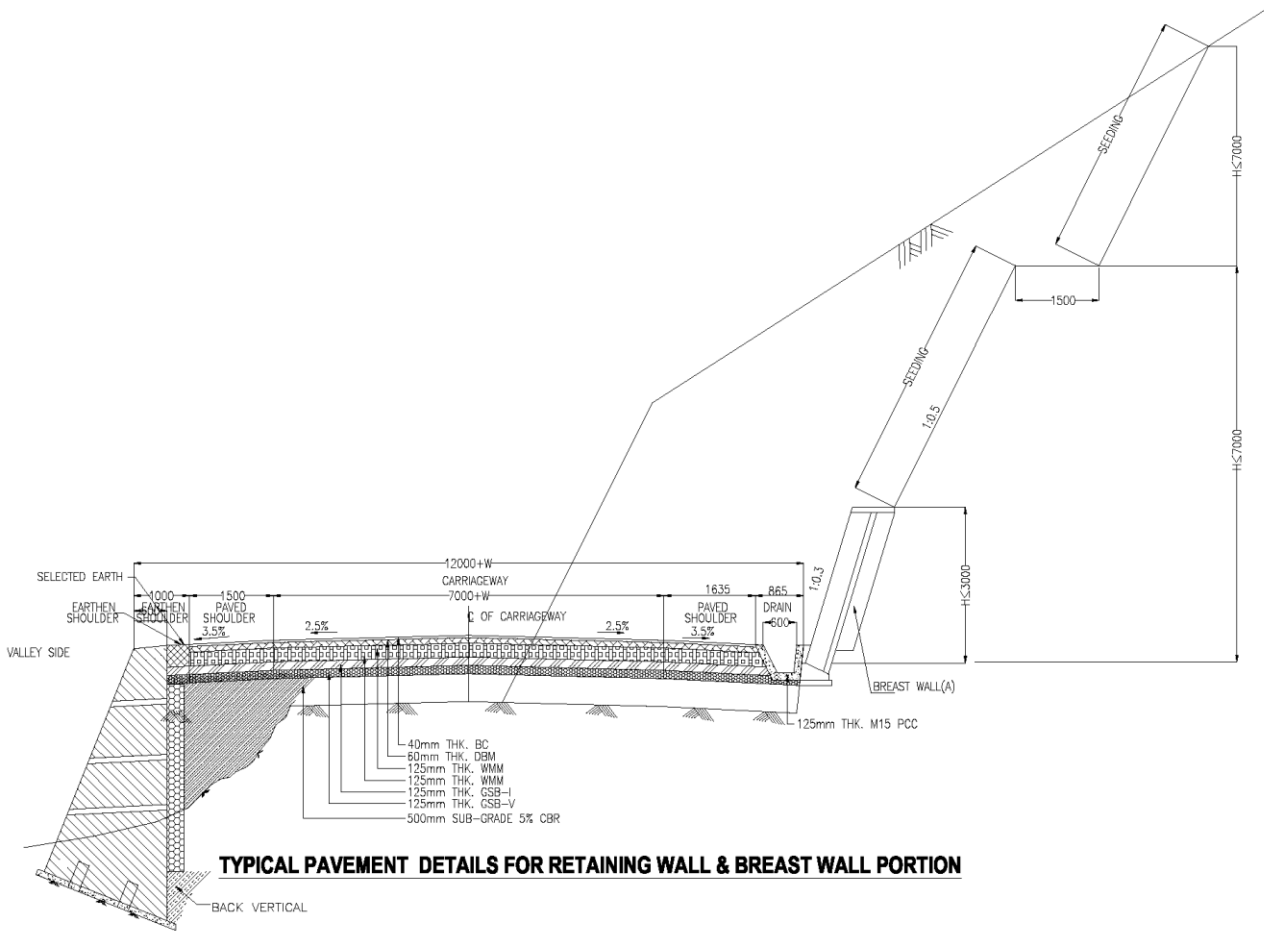 SEEDING
H≤7000
1500
SEEDING
1:0.5
H≤7000
12000+W
CARRIAGEWAY
SELECTED EARTH
1000
1500
7000+W
1635
865
EARTHEN SHOULDER
EARTHEN SHOULDER
600
PAVED SHOULDER
℄ OF CARRIAGEWAY
PAVED SHOULDER
DRAIN
600
1:0.3
H≤3000
3.5%
2.5%
2.5%
3.5%
VALLEY SIDE
BREAST WALL(A)
125mm THK. M15 PCC
40mm THK. BC
60mm THK. DBM
125mm THK. WMM
125mm THK. WMM
125mm THK. GSB-I
125mm THK. GSB-V
500mm SUB-GRADE 5% CBR
TYPICAL PAVEMENT DETAILS FOR RETAINING WALL & BREAST WALL PORTION
BACK VERTICAL